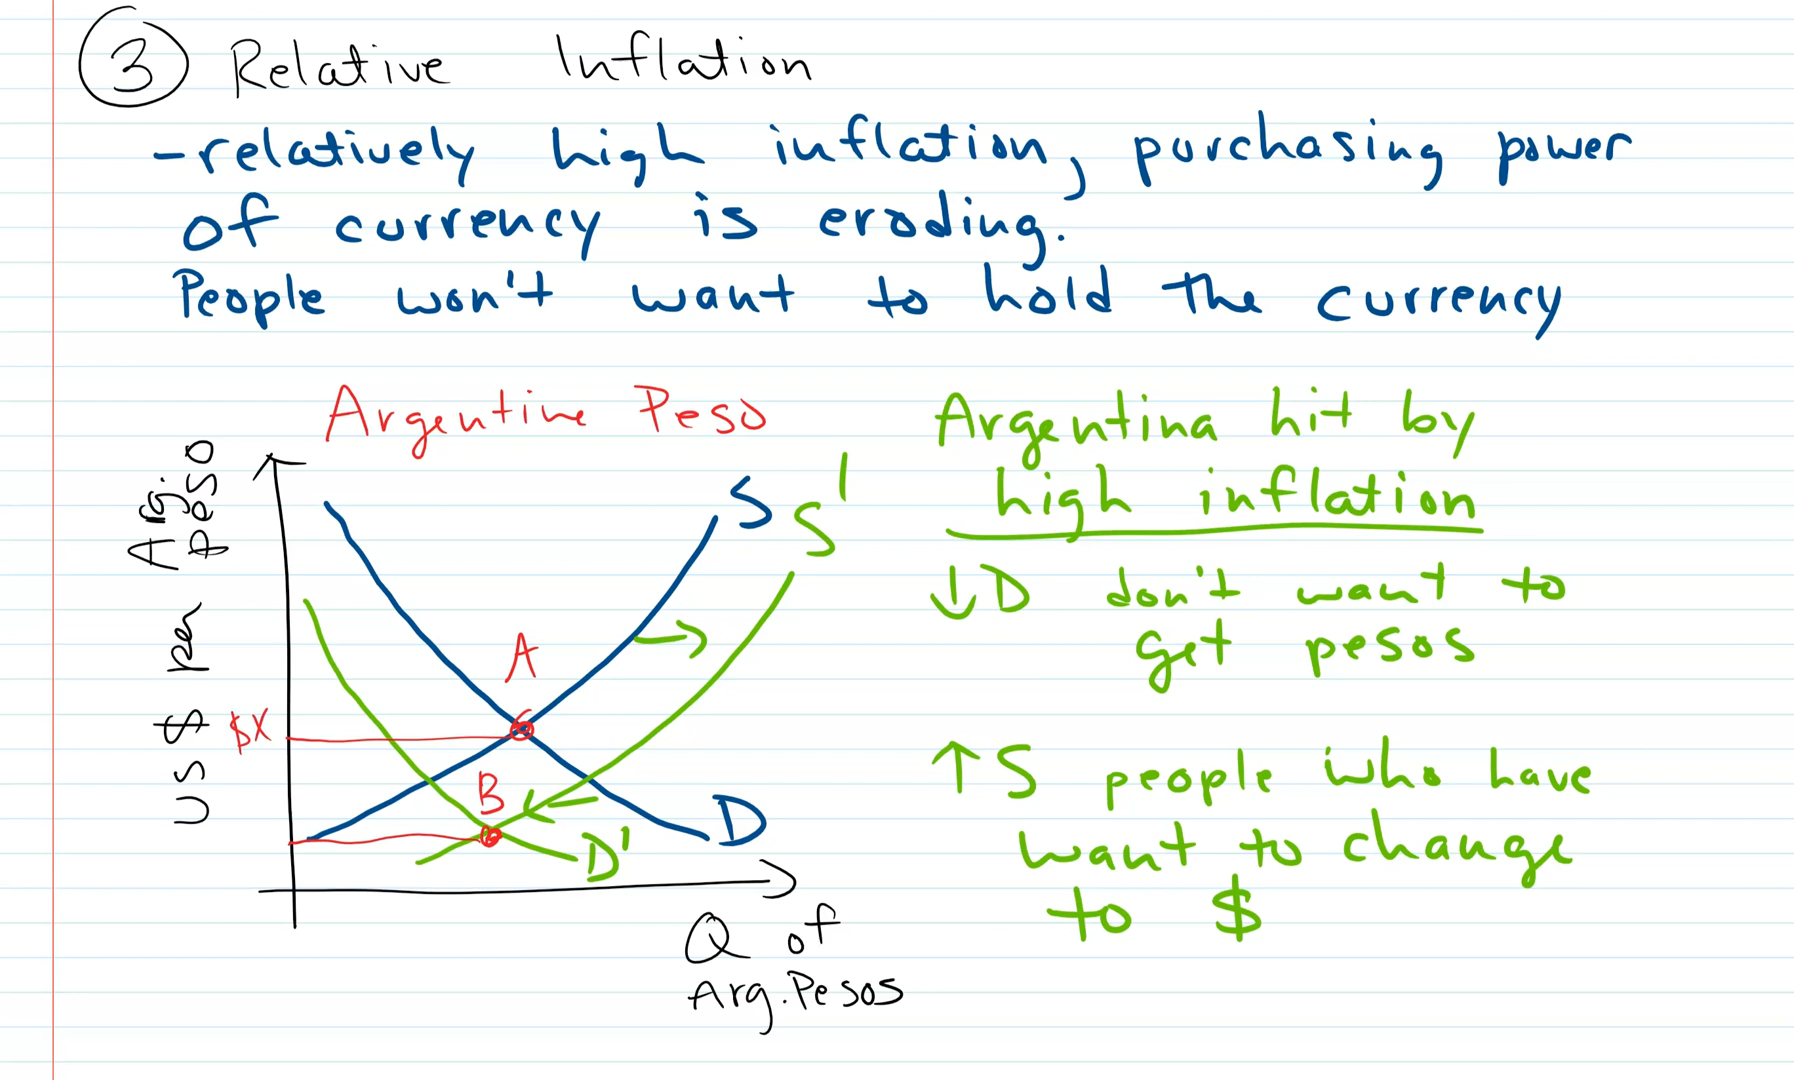 3 Relative Inflation
-relatively high inflation, purchasing power
of currency is eroding.
People won't want to hold the currency
Argentine Peso
US $ per Arg. peso
S
S'
A
$X
B
D'
D
Q of
Arg. Pesos
Argentina hit by
high inflation
↓D don't want to
get pesos
↑S people who have
want to change
to $